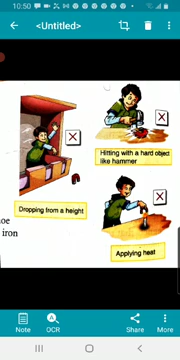 10:50
<Untitled>
Hitting with a hard object
like hammer
Dropping from a height
oe
iron
Applying heat
Note
OCR
Share
More